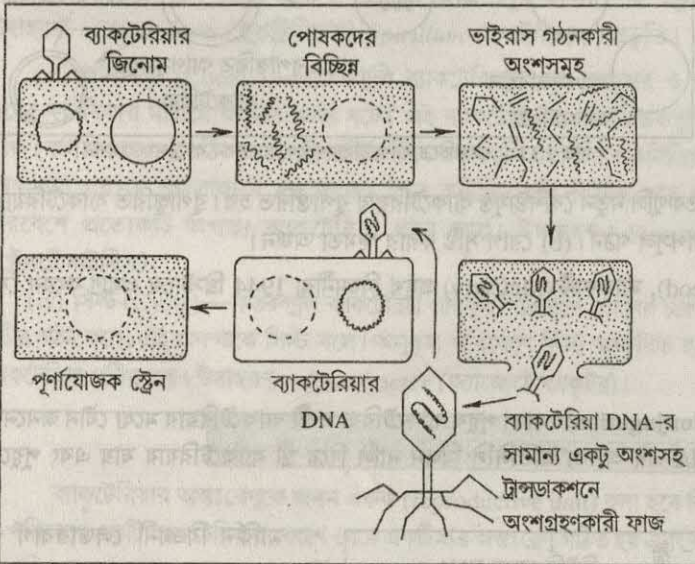 ব্যাকটেরিয়ার
জিনোম
পোষকদের
বিচ্ছিন্ন
ভাইরাস গঠনকারী
অংশসমূহ
পূর্ণাযোজক স্ট্রেন
ব্যাকটেরিয়ার
DNA
ব্যাকটেরিয়া DNA-র
সামান্য একটু অংশসহ
ট্রান্সডাকশনে
অংশগ্রহণকারী ফাজ